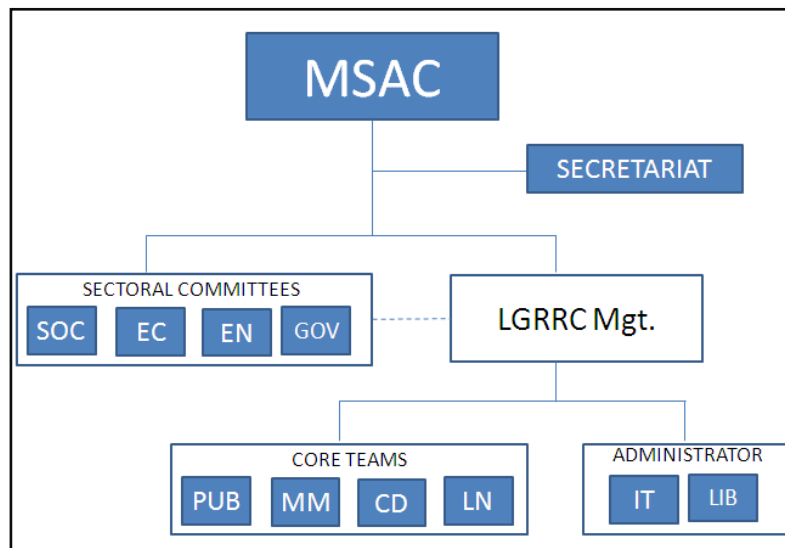 MSAC
SECRETARIAT
SECTORAL COMMITTEES
SOC EC EN GOV
LGRRC Mgt.
CORE TEAMS
PUB MM CD LN
ADMINISTRATOR
IT LIB